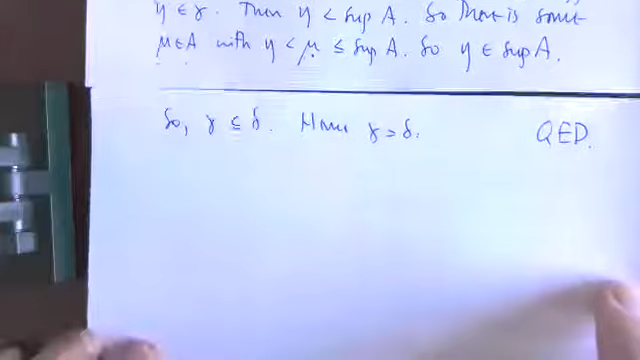 η ∈ γ. Then η < sup A. So there is some
μ ∈ A with η < μ ≤ sup A. So η ∈ sup A.
So, γ ⊆ δ. Hence γ = δ. QED.